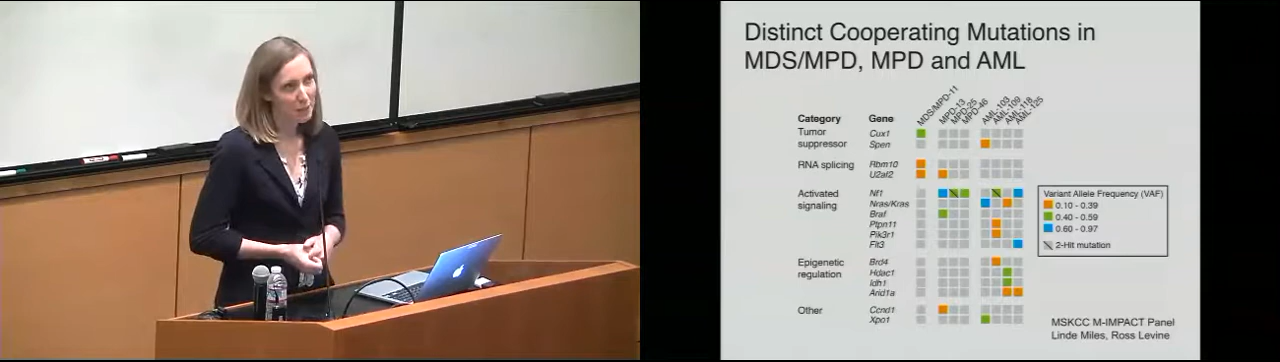 Distinct Cooperating Mutations in
MDS/MPD, MPD and AML
MDS/MPD-11
MPD-13
MPD-25
MPD-46
AML-103
AML-109
AML-118
AML-125
Category Gene
Tumor suppressor
Cux1
Spen
RNA splicing
Rbm10
U2af2
Activated signaling
Nf1
Nras/Kras
Braf
Ptpn11
Pik3r1
Flt3
Epigenetic regulation
Brd4
Hdac1
Idh1
Arid1a
Other
Ccnd1
Xpo1
Variant Allele Frequency (VAF)
0.10 - 0.39
0.40 - 0.59
0.60 - 0.97
2-Hit mutation
MSKCC M-IMPACT Panel
Linde Miles, Ross Levine